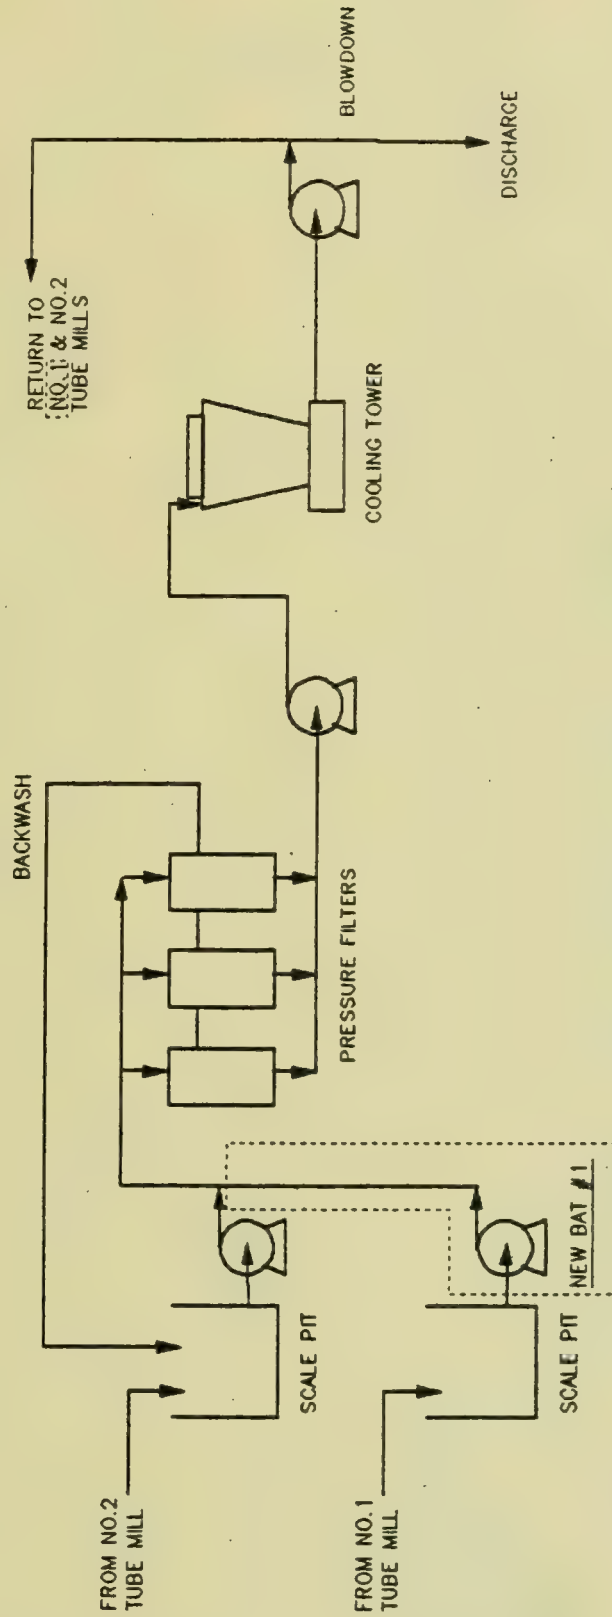 FROM NO.2
TUBE MILL
SCALE PIT
FROM NO.1
TUBE MILL
SCALE PIT
NEW BAT #1
BACKWASH
PRESSURE FILTERS
COOLING TOWER
RETURN TO
NO.1 & NO.2
TUBE MILLS
BLOWDOWN
DISCHARGE